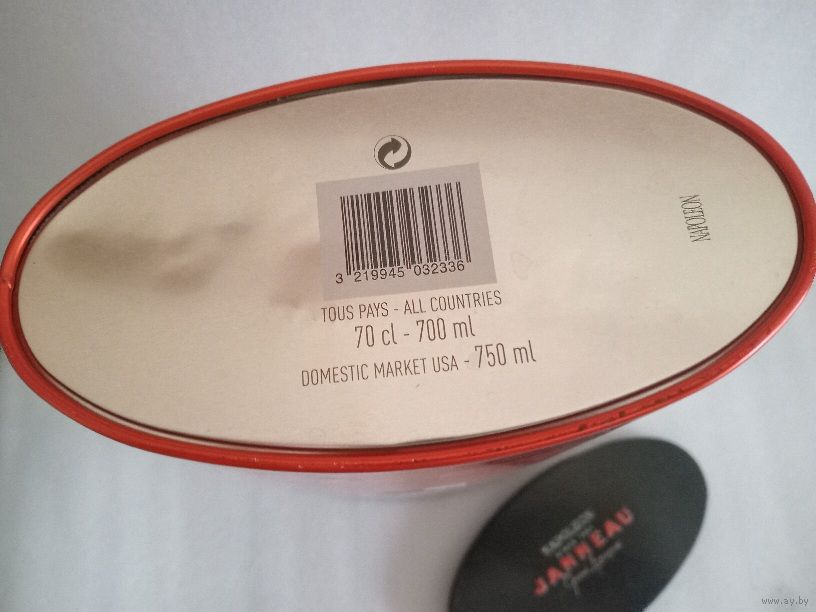 3 219945 032336
TOUS PAYS - ALL COUNTRIES
70 cl - 700 ml
DOMESTIC MARKET USA - 750 ml
NAPOLEON
NAPOLEON
JANNEAU
www.ay.by